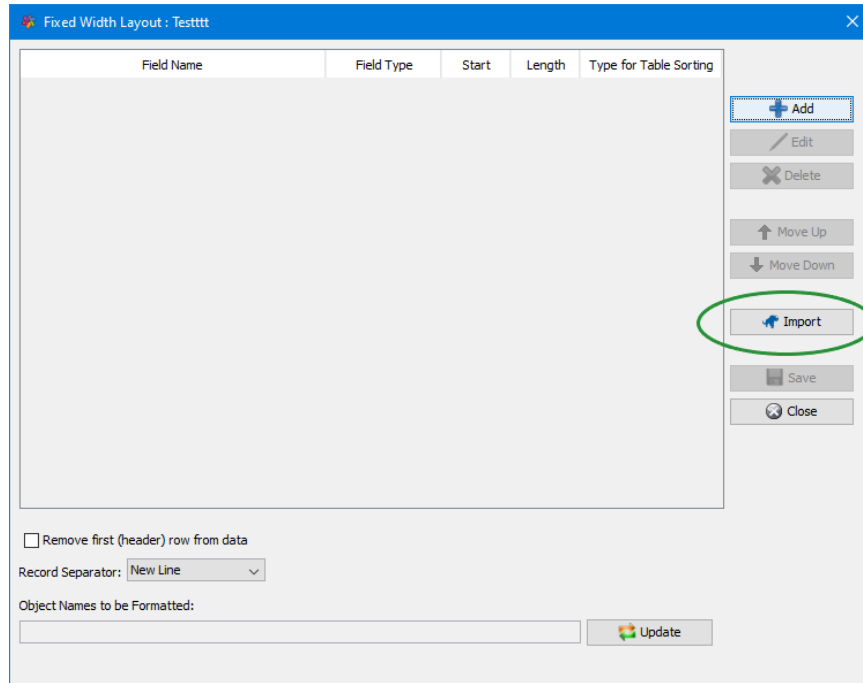 Fixed Width Layout : Testttt
Field Name Field Type Start Length Type for Table Sorting
Add
Edit
Delete
Move Up
Move Down
Import
Save
Close
Remove first (header) row from data
Record Separator: New Line
Object Names to be Formatted:
Update